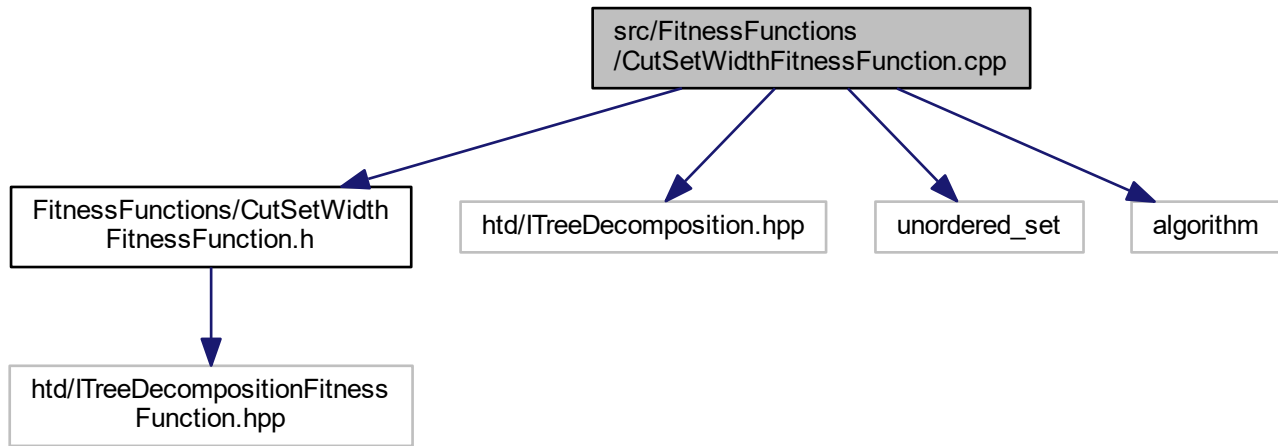 src/FitnessFunctions
/CutSetWidthFitnessFunction.cpp
FitnessFunctions/CutSetWidth
FitnessFunction.h
htd/ITreeDecomposition.hpp
unordered_set
algorithm
htd/ITreeDecompositionFitness
Function.hpp